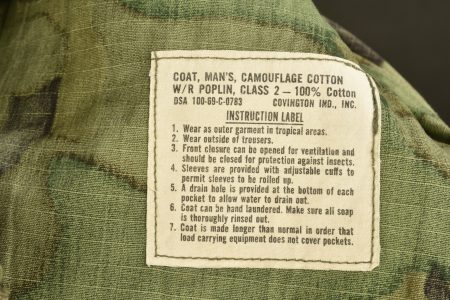 COAT, MAN'S, CAMOUFLAGE COTTON
W/R POPLIN, CLASS 2 — 100% Cotton
DSA 100-69-C-0783 COVINGTON IND., INC.
INSTRUCTION LABEL
1. Wear as outer garment in tropical areas.
2. Wear outside of trousers.
3. Front closure can be opened for ventilation and
should be closed for protection against insects.
4. Sleeves are provided with adjustable cuffs to
permit sleeves to be rolled up.
5. A drain hole is provided at the bottom of each
pocket to allow water to drain out.
6. Coat can be hand laundered. Make sure all soap
is thoroughly rinsed out.
7. Coat is made longer than normal in order that
load carrying equipment does not cover pockets.